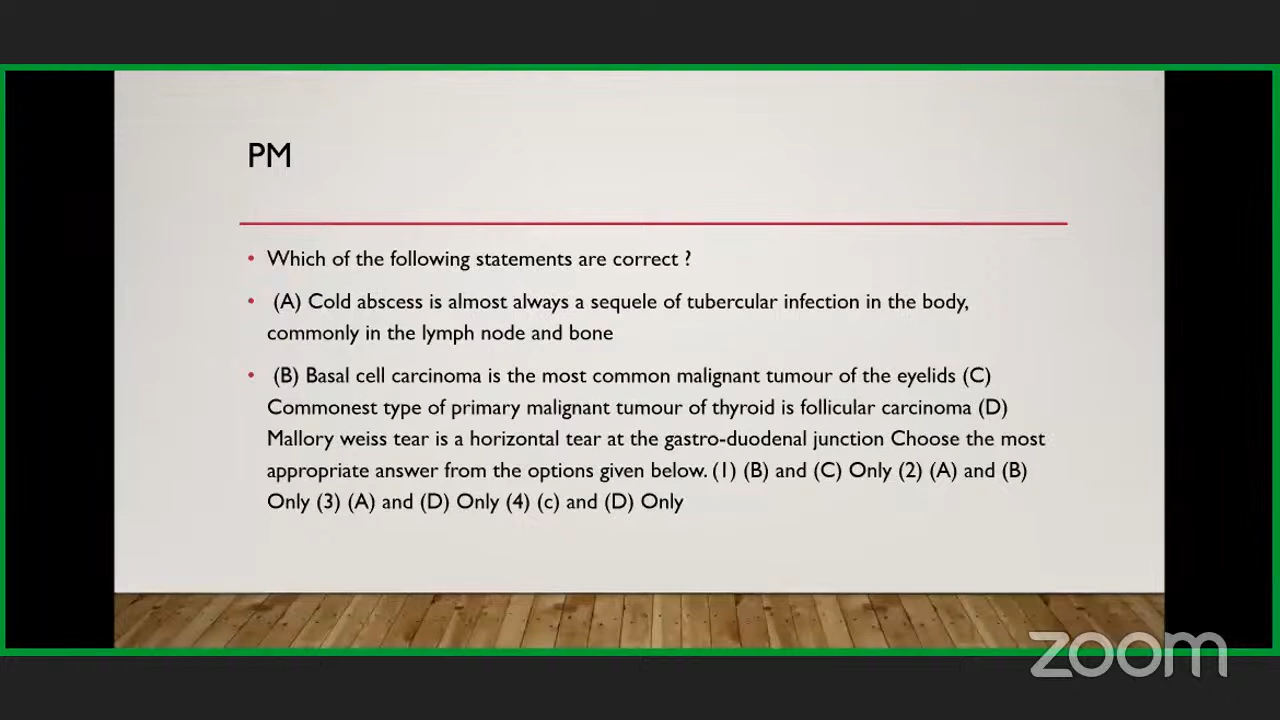 PM
• Which of the following statements are correct ?
• (A) Cold abscess is almost always a sequele of tubercular infection in the body,
commonly in the lymph node and bone
• (B) Basal cell carcinoma is the most common malignant tumour of the eyelids (C)
Commonest type of primary malignant tumour of thyroid is follicular carcinoma (D)
Mallory weiss tear is a horizontal tear at the gastro-duodenal junction Choose the most
appropriate answer from the options given below. (1) (B) and (C) Only (2) (A) and (B)
Only (3) (A) and (D) Only (4) (c) and (D) Only
zoom